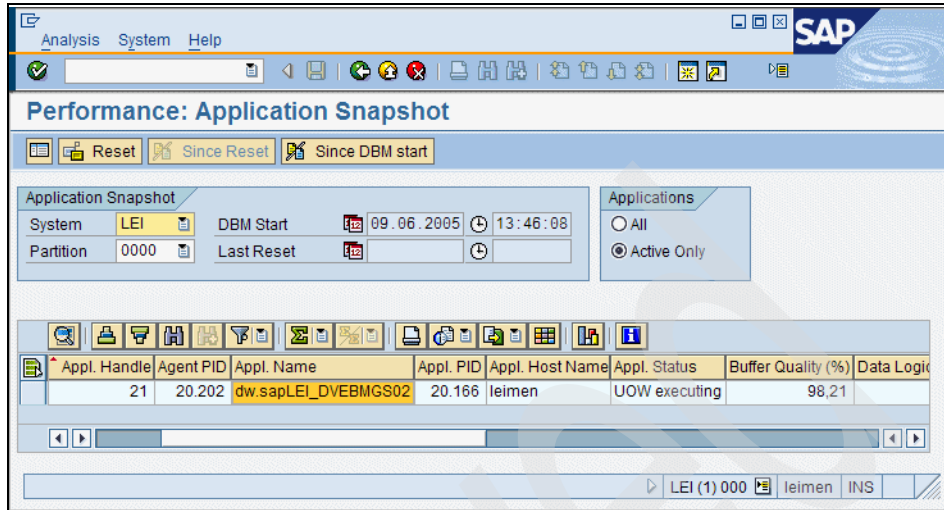 Analysis System Help
SAP
Performance: Application Snapshot
Reset Since Reset Since DBM start
Application Snapshot
Applications
System LEI DBM Start 12 09.06.2005 13:46:08
All
Partition 0000 Last Reset 12
Active Only
Appl. Handle Agent PID Appl. Name Appl. PID Appl. Host Name Appl. Status Buffer Quality (%) Data Logic
21 20.202 dw.sapLEI_DVEBMGS02 20.166 leimen UOW executing 98,21
LEI (1) 000 leimen INS